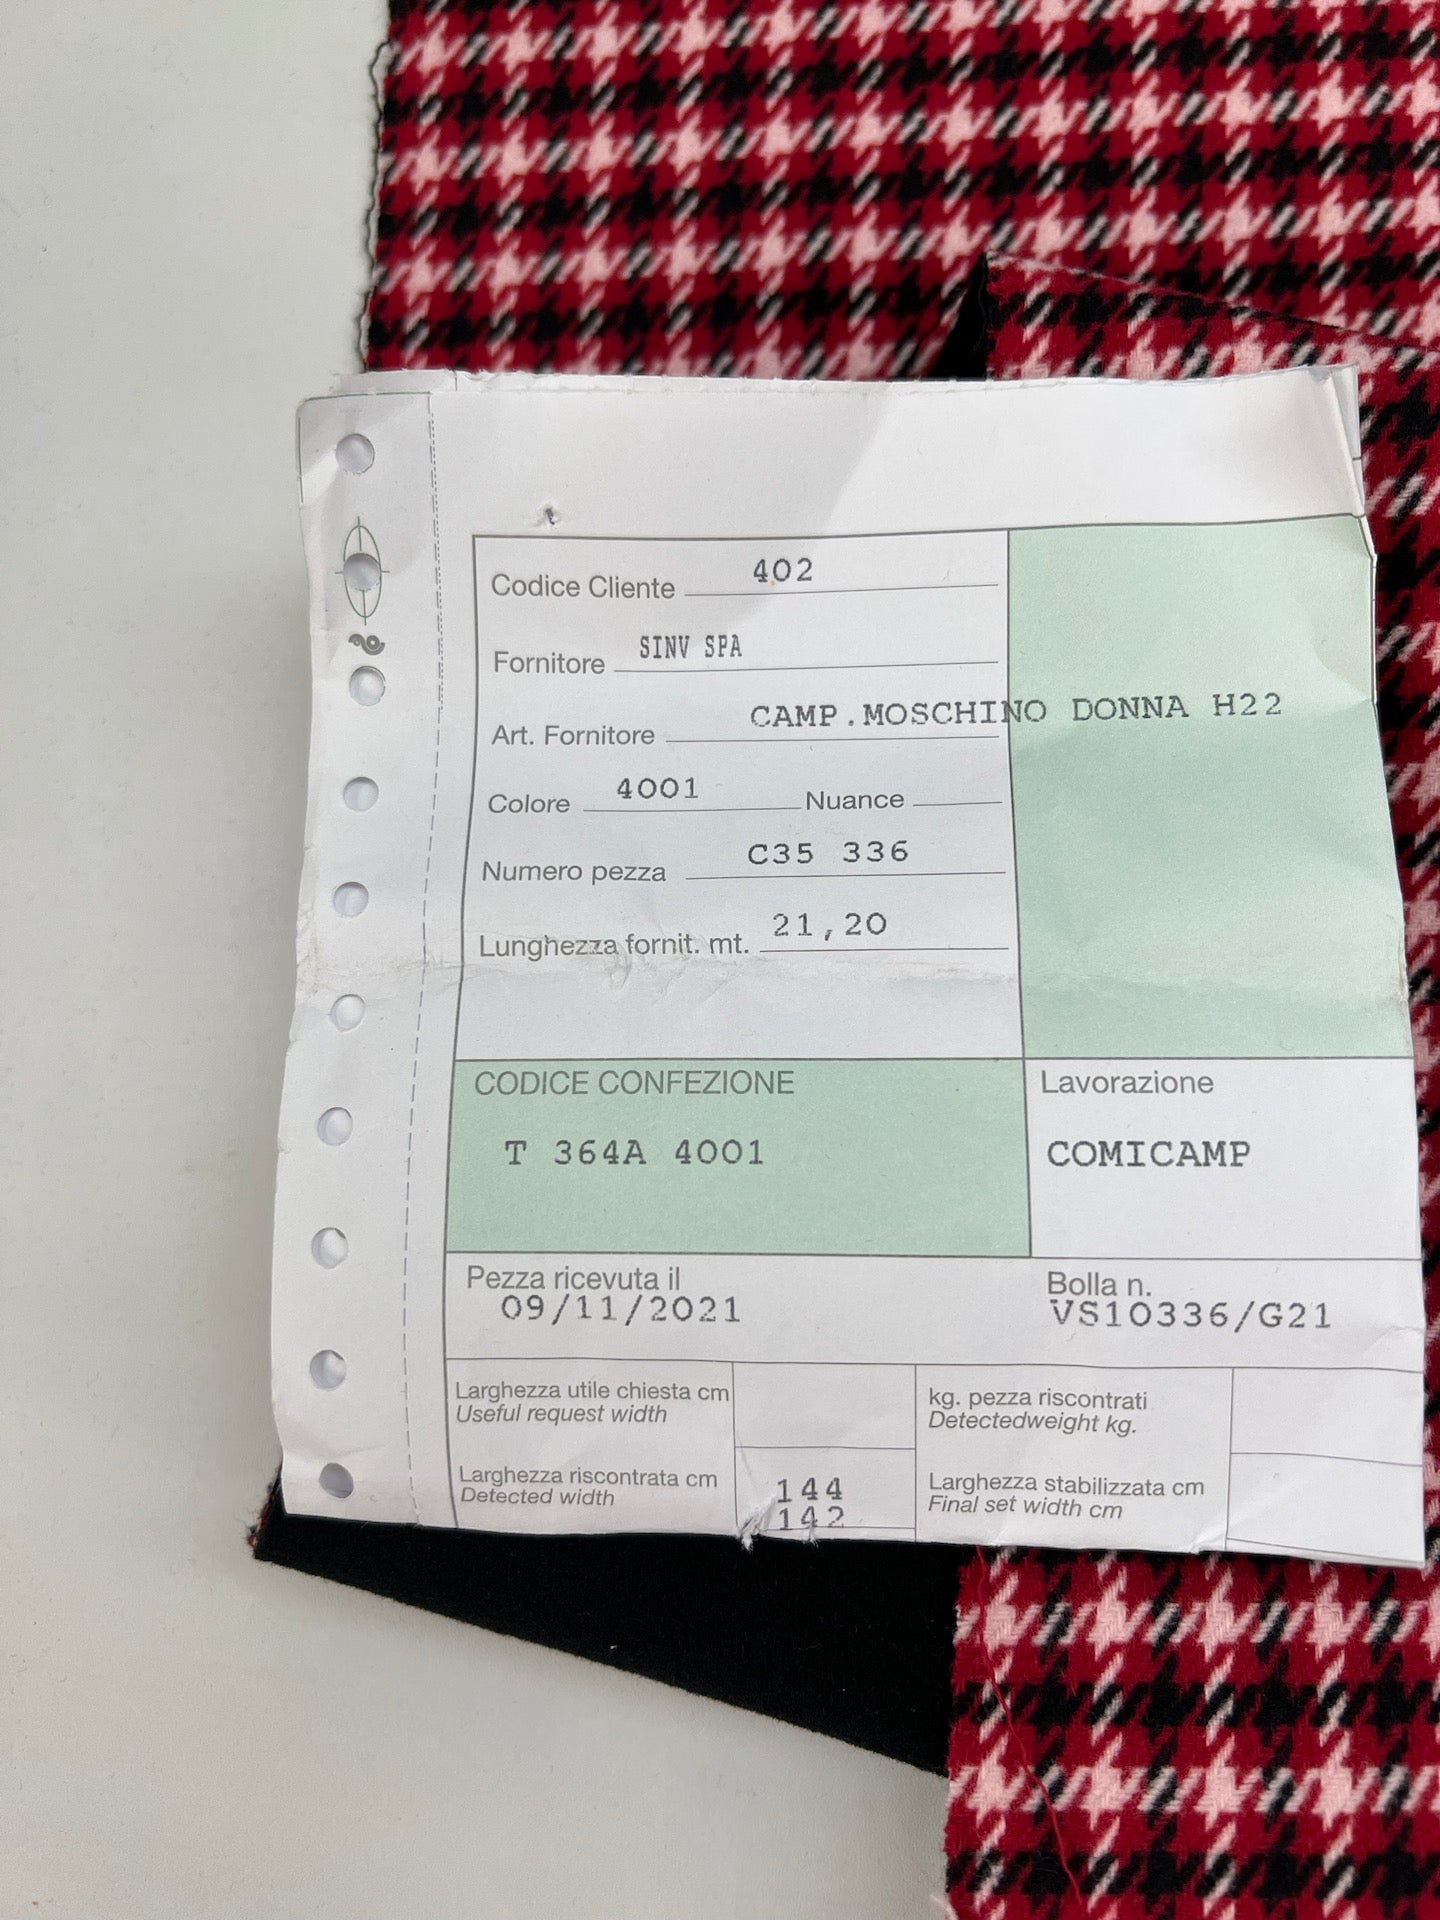 Codice Cliente 402
Fornitore SINV SPA
Art. Fornitore CAMP.MOSCHINO DONNA H22
Colore 4001 Nuance
Numero pezza C35 336
Lunghezza fornit. mt. 21,20
CODICE CONFEZIONE
T 364A 4001
Lavorazione
COMICAMP
Pezza ricevuta il
09/11/2021
Bolla n.
VS10336/G21
Larghezza utile chiesta cm
Useful request width
kg. pezza riscontrati
Detectedweight kg.
Larghezza riscontrata cm
Detected width
144
142
Larghezza stabilizzata cm
Final set width cm